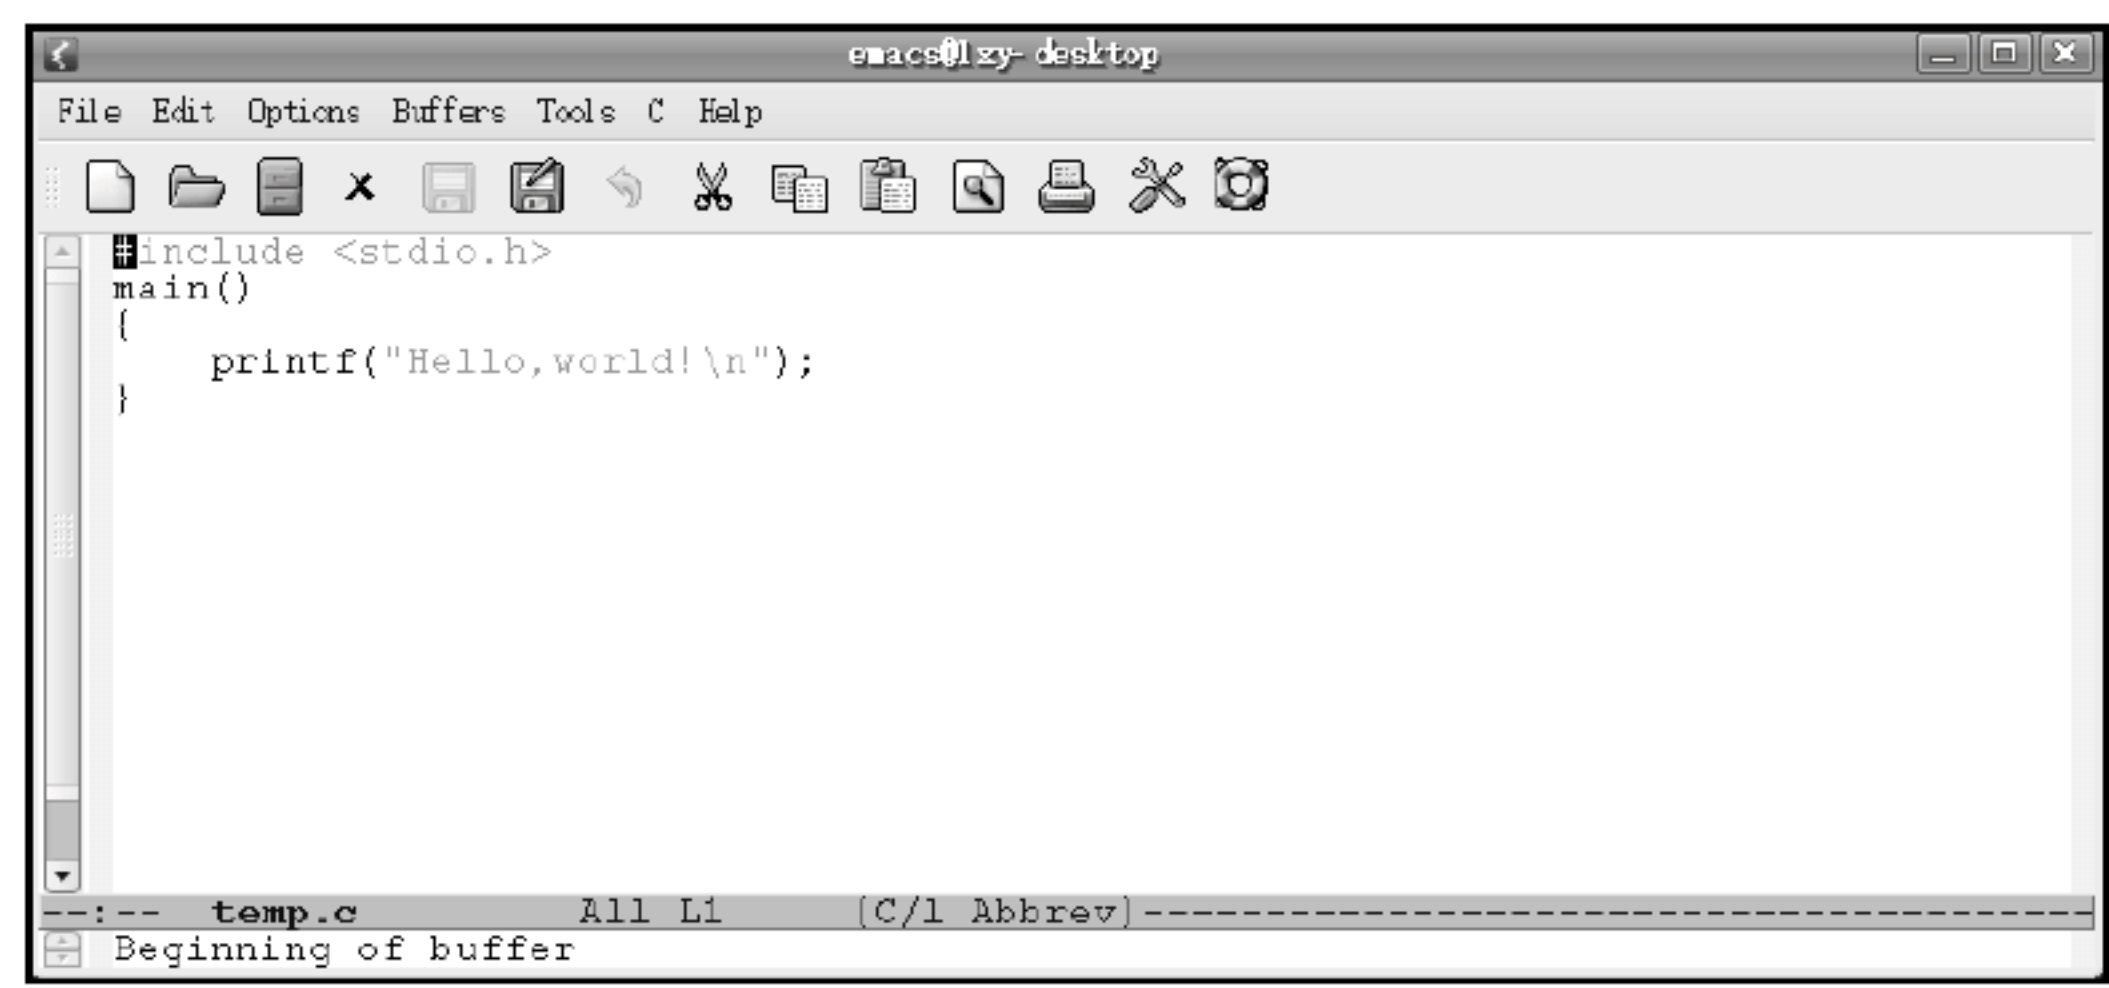 emacs@lzy-desktop
File Edit Options Buffers Tools C Help
#include <stdio.h>
main()
{
    printf("Hello,world!\n");
}
--:--  temp.c         All L1     (C/l Abbrev)---------------------------------------
Beginning of buffer